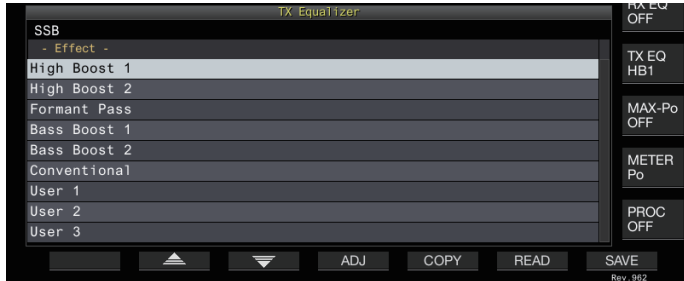 TX Equalizer
SSB
- Effect -
High Boost 1
High Boost 2
Formant Pass
Bass Boost 1
Bass Boost 2
Conventional
User 1
User 2
User 3
RX EQ
OFF
TX EQ
HB1
MAX-Po
OFF
METER
Po
PROC
OFF
ADJ COPY READ SAVE
Rev.962